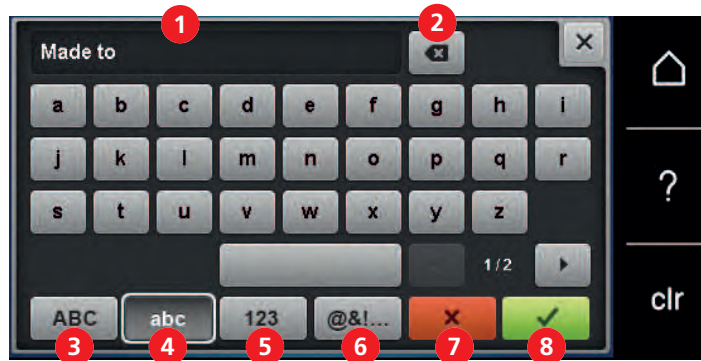 1
2
Made to
a b c d e f g h i
j k l m n o p q r
?
s t u v w x y z
1/2
ABC abc 123 @&!... clr
3 4 5 6 7 8